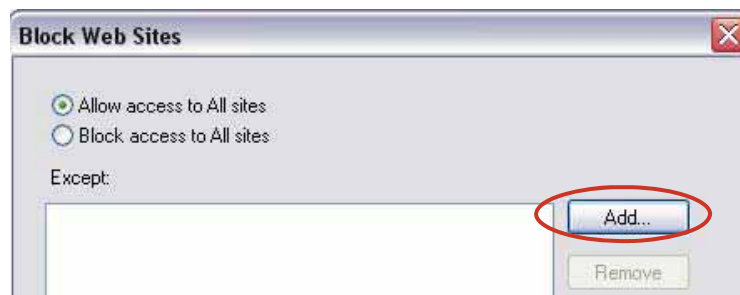 Block Web Sites
Allow access to All sites
Block access to All sites
Except:
Add...
Remove